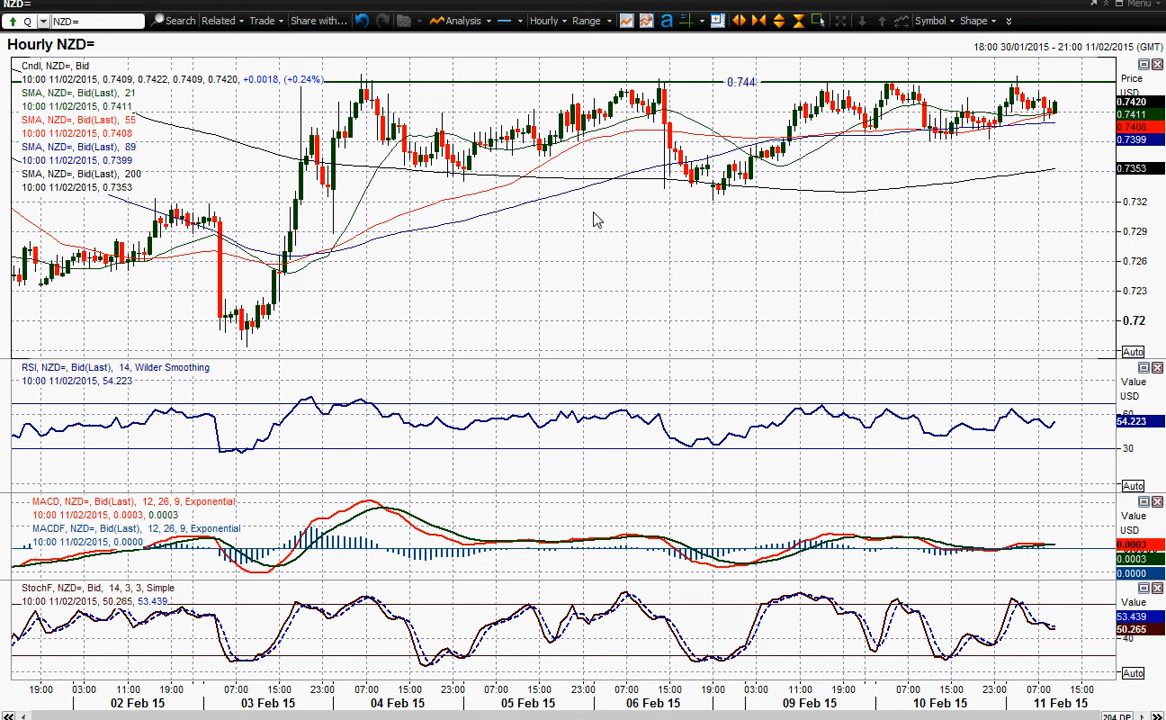 NZD=
Menu
Q NZD= Search Related Trade Share with... Analysis Hourly Range a Symbol Shape
Hourly NZD=
18:00 30/01/2015 - 21:00 11/02/2015 (GMT)
Cndl, NZD=, Bid
10:00 11/02/2015, 0.7409, 0.7422, 0.7409, 0.7420, +0.0018, (+0.24%)
SMA, NZD=, Bid(Last), 21
10:00 11/02/2015, 0.7411
SMA, NZD=, Bid(Last), 55
10:00 11/02/2015, 0.7408
SMA, NZD=, Bid(Last), 89
10:00 11/02/2015, 0.7399
SMA, NZD=, Bid(Last), 200
10:00 11/02/2015, 0.7353
0.744
Price
USD
0.7420
0.7411
0.7408
0.7399
0.7353
0.732
0.729
0.726
0.723
0.72
Auto
RSI, NZD=, Bid(Last), 14, Wilder Smoothing
10:00 11/02/2015, 54.223
Value
USD
60
54.223
30
Auto
MACD, NZD=, Bid(Last), 12, 26, 9, Exponential
10:00 11/02/2015, 0.0003, 0.0003
MACDF, NZD=, Bid(Last), 12, 26, 9, Exponential
10:00 11/02/2015, 0.0000
Value
USD
0.0003
0.0003
0.0000
StochF, NZD=, Bid, 14, 3, 3, Simple
10:00 11/02/2015, 50.265, 53.439
Value
USD
53.439
50.265
40
Auto
19:00 03:00 11:00 19:00 07:00 15:00 23:00 07:00 15:00 23:00 07:00 15:00 23:00 07:00 15:00 19:00 03:00 11:00 19:00 07:00 15:00 23:00 07:00 15:00
02 Feb 15 03 Feb 15 04 Feb 15 05 Feb 15 06 Feb 15 09 Feb 15 10 Feb 15 11 Feb 15
204 DP